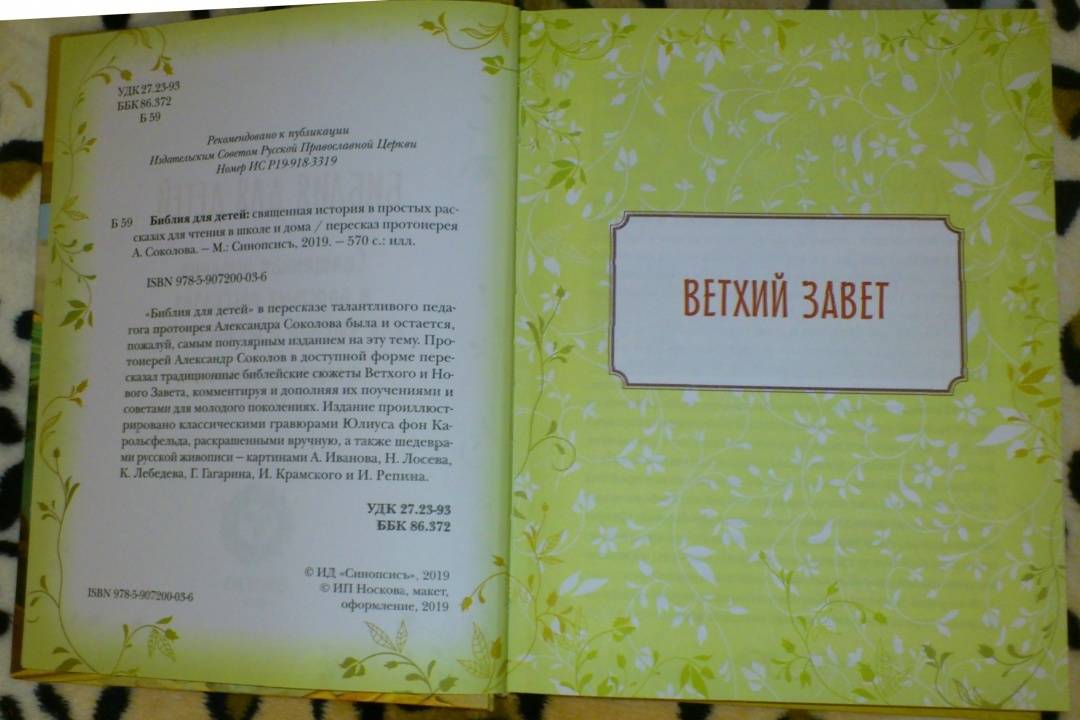 УДК 27.23-93
ББК 86.372
Б 59
Рекомендовано к публикации
Издательским Советом Русской Православной Церкви
Номер ИС Р19-918-3319
Б 59 Библия для детей: священная история в простых рас-
сказах для чтения в школе и дома / пересказ протоиерея
А. Соколова. – М.: Синопсисъ, 2019. – 570 с.: илл.
ISBN 978-5-907200-03-6
«Библия для детей» в пересказе талантливого педа-
гога протоирея Александра Соколова была и остается,
пожалуй, самым популярным изданием на эту тему. Про-
тоиерей Александр Соколов в доступной форме пере-
сказал традиционные библейские сюжеты Ветхого и Но-
вого Завета, комментируя и дополняя их поучениями и
советами для молодого поколениях. Издание проиллюст-
рировано классическими гравюрами Юлиуса фон Ка-
рольсфельда, раскрашенными вручную, а также шедевра-
ми русской живописи – картинами А. Иванова, Н. Лосева,
К. Лебедева, Г. Гагарина, И. Крамского и И. Репина.
УДК 27.23-93
ББК 86.372
© ИД «Синопсисъ», 2019
© ИП Носкова, макет,
оформление, 2019
ISBN 978-5-907200-03-6
ВЕТХИЙ ЗАВЕТ